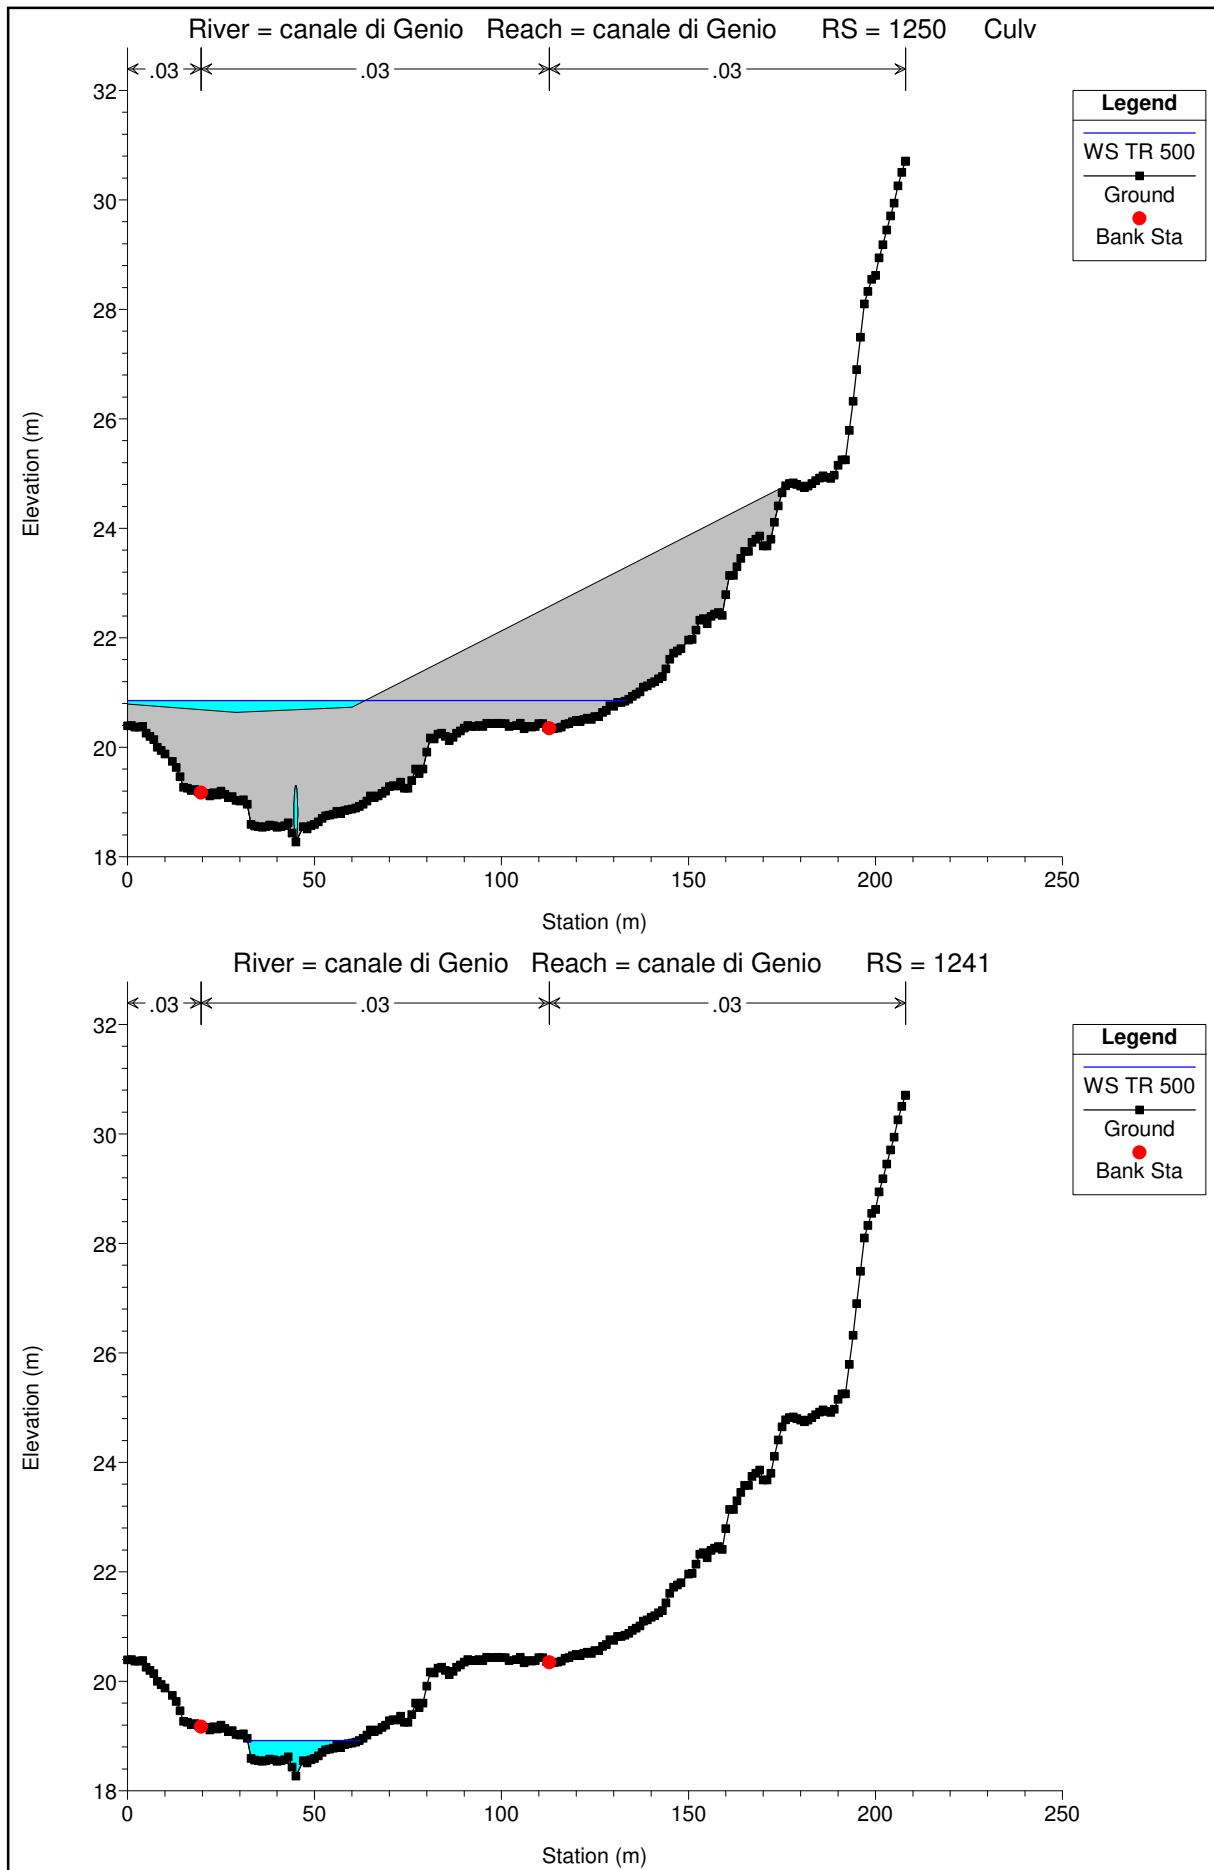 River = canale di Genio Reach = canale di Genio RS = 1250 Culv
.03 .03 .03
32
30
28
26
24
22
20
18
Elevation (m)
0 50 100 150 200 250
Station (m)
Legend
WS TR 500
Ground
Bank Sta
River = canale di Genio Reach = canale di Genio RS = 1241
.03 .03 .03
32
30
28
26
24
22
20
18
Elevation (m)
0 50 100 150 200 250
Station (m)
Legend
WS TR 500
Ground
Bank Sta